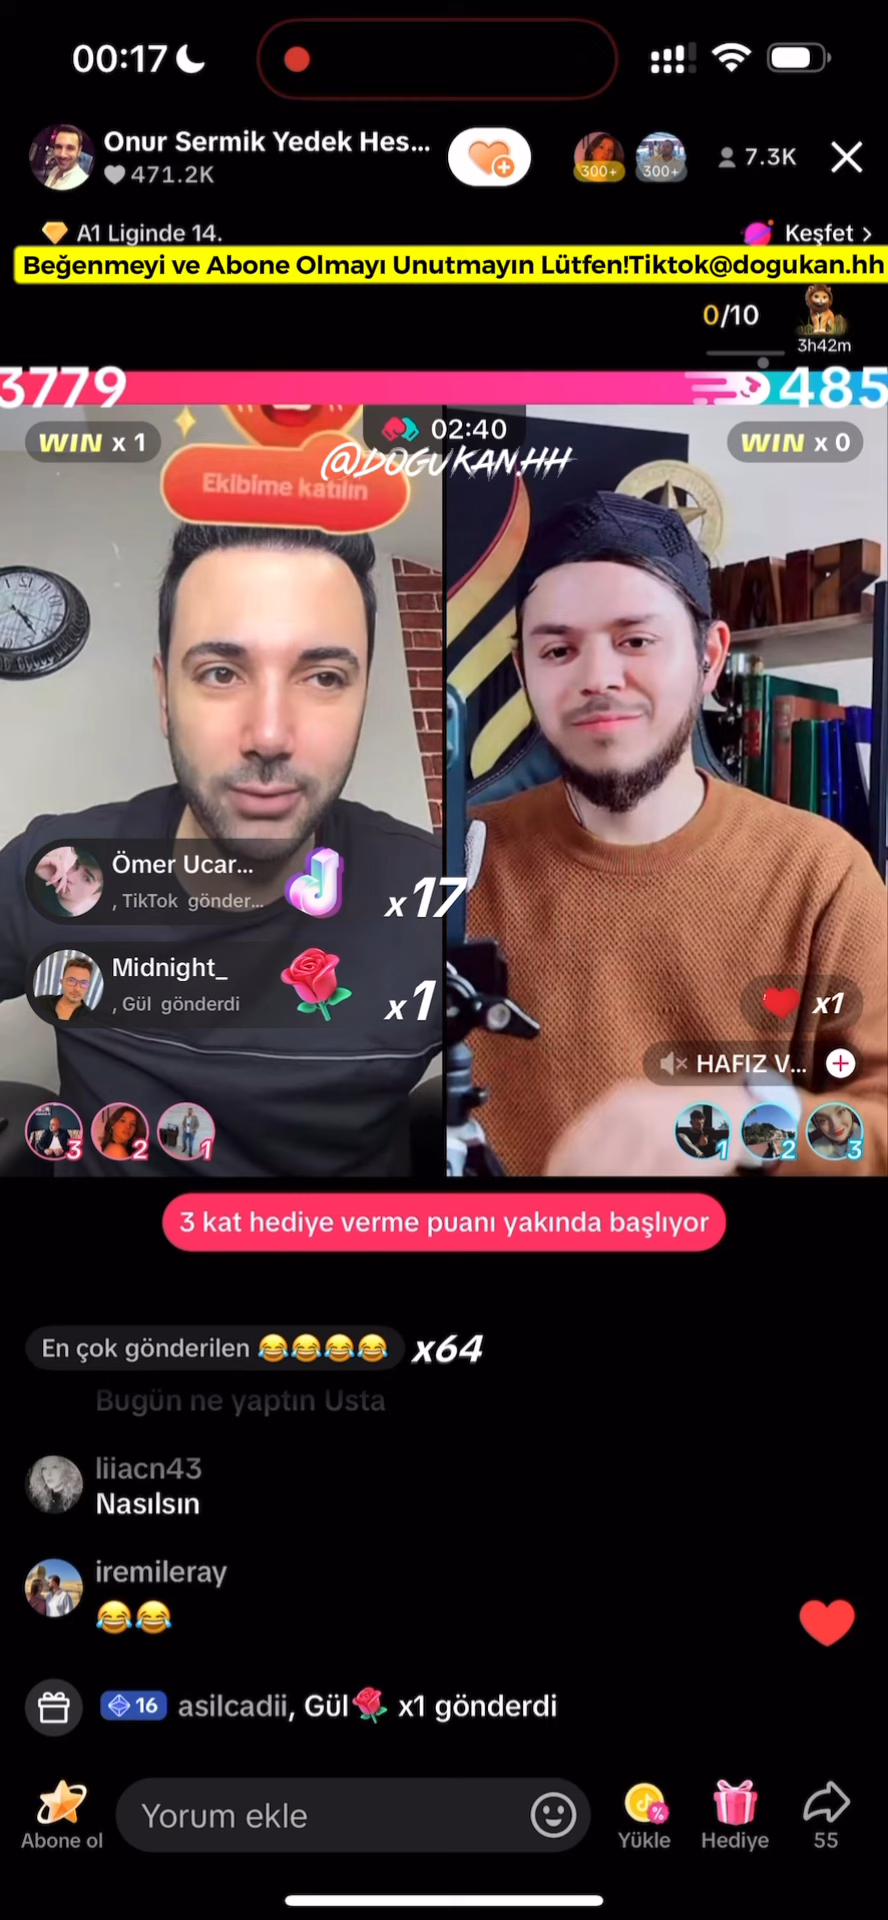 00:17
Onur Sermik Yedek Hes...
471.2K
300+
300+
7.3K
A1 Liginde 14.
Keşfet >
Beğenmeyi ve Abone Olmayı Unutmayın Lütfen!Tiktok@dogukan.hh
0/10
3h42m
3779
485
WIN x 1
02:40
WIN x 0
@DOGUKAN.HH
Ekibime katılın
Ömer Ucar...
, TikTok gönder...
x17
Midnight_
, Gül gönderdi
x1
x1
HAFIZ V...
3
2
1
1
2
3
3 kat hediye verme puanı yakında başlıyor
En çok gönderilen 😂😂😂😂 x64
Bugün ne yaptın Usta
liiacn43
Nasılsın
iremileray
😂😂
16 asilcadii, Gül🌹 x1 gönderdi
Yorum ekle
Abone ol
Yükle
Hediye
55